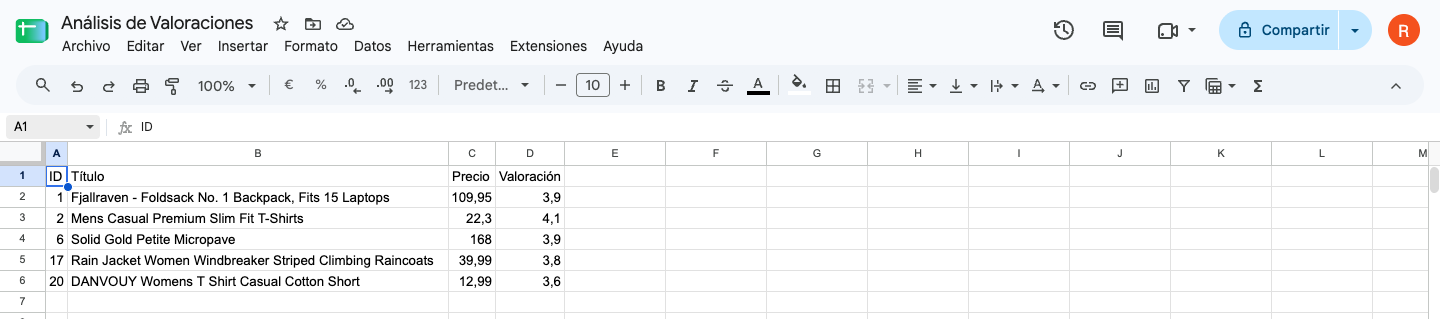 Análisis de Valoraciones
Archivo Editar Ver Insertar Formato Datos Herramientas Extensiones Ayuda
Compartir
R
100% € % .0 .00 123 Predet... 10 B I S A A Σ
A1 fx ID
A B C D E F G H I J K L M
1 ID Título Precio Valoración
2 1 Fjallraven - Foldsack No. 1 Backpack, Fits 15 Laptops 109,95 3,9
3 2 Mens Casual Premium Slim Fit T-Shirts 22,3 4,1
4 6 Solid Gold Petite Micropave 168 3,9
5 17 Rain Jacket Women Windbreaker Striped Climbing Raincoats 39,99 3,8
6 20 DANVOUY Womens T Shirt Casual Cotton Short 12,99 3,6
7